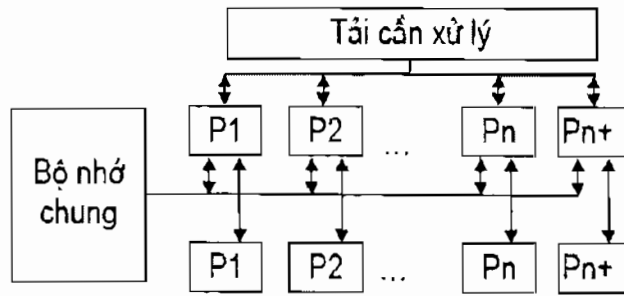 Tải cần xử lý
P1 P2 ... Pn Pn+
Bộ nhớ
chung
P1 P2 ... Pn Pn+